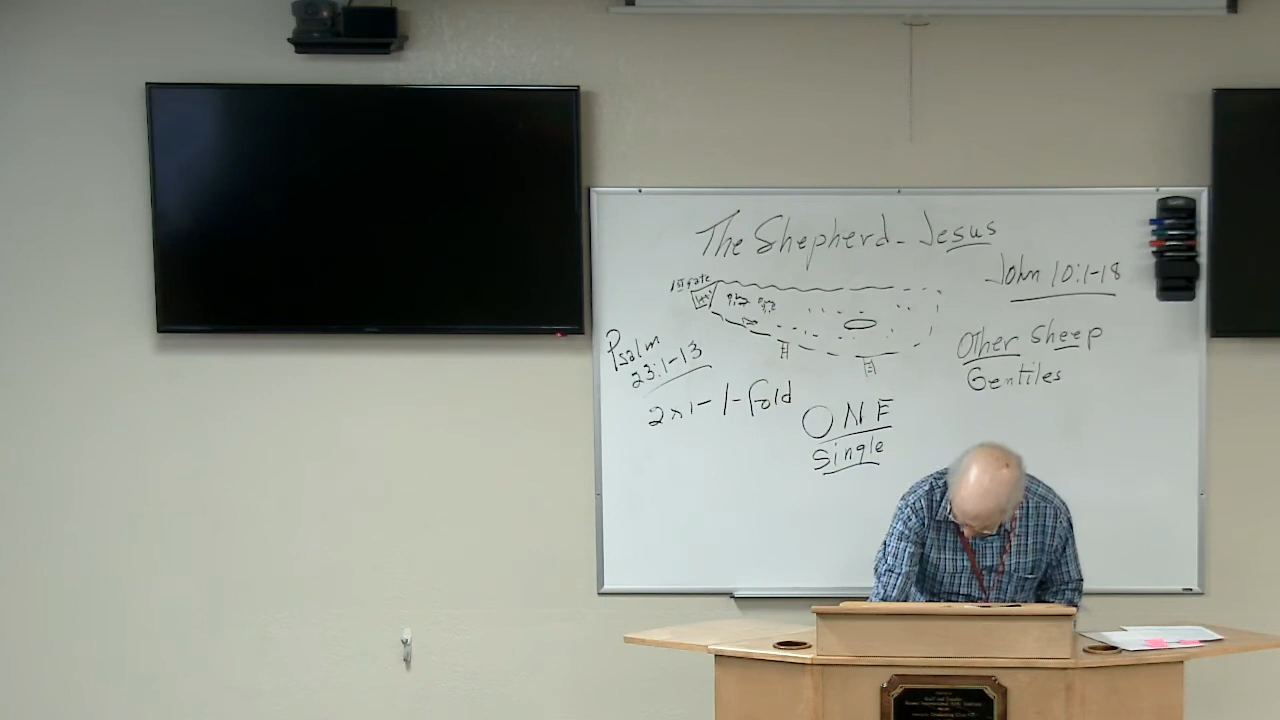 The Shepherd - Jesus
John 10:1-18
1st gate
Psalm
23:1-13
Other Sheep
Gentiles
1-fold
ONE
Single